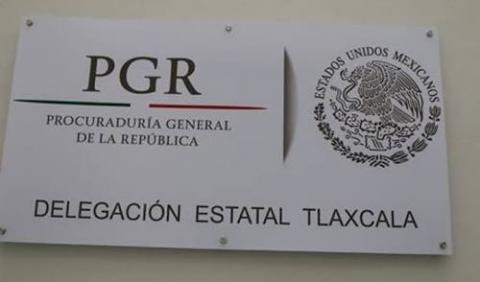 PGR
PROCURADURÍA GENERAL
DE LA REPÚBLICA
ESTADOS UNIDOS MEXICANOS
DELEGACIÓN ESTATAL TLAXCALA